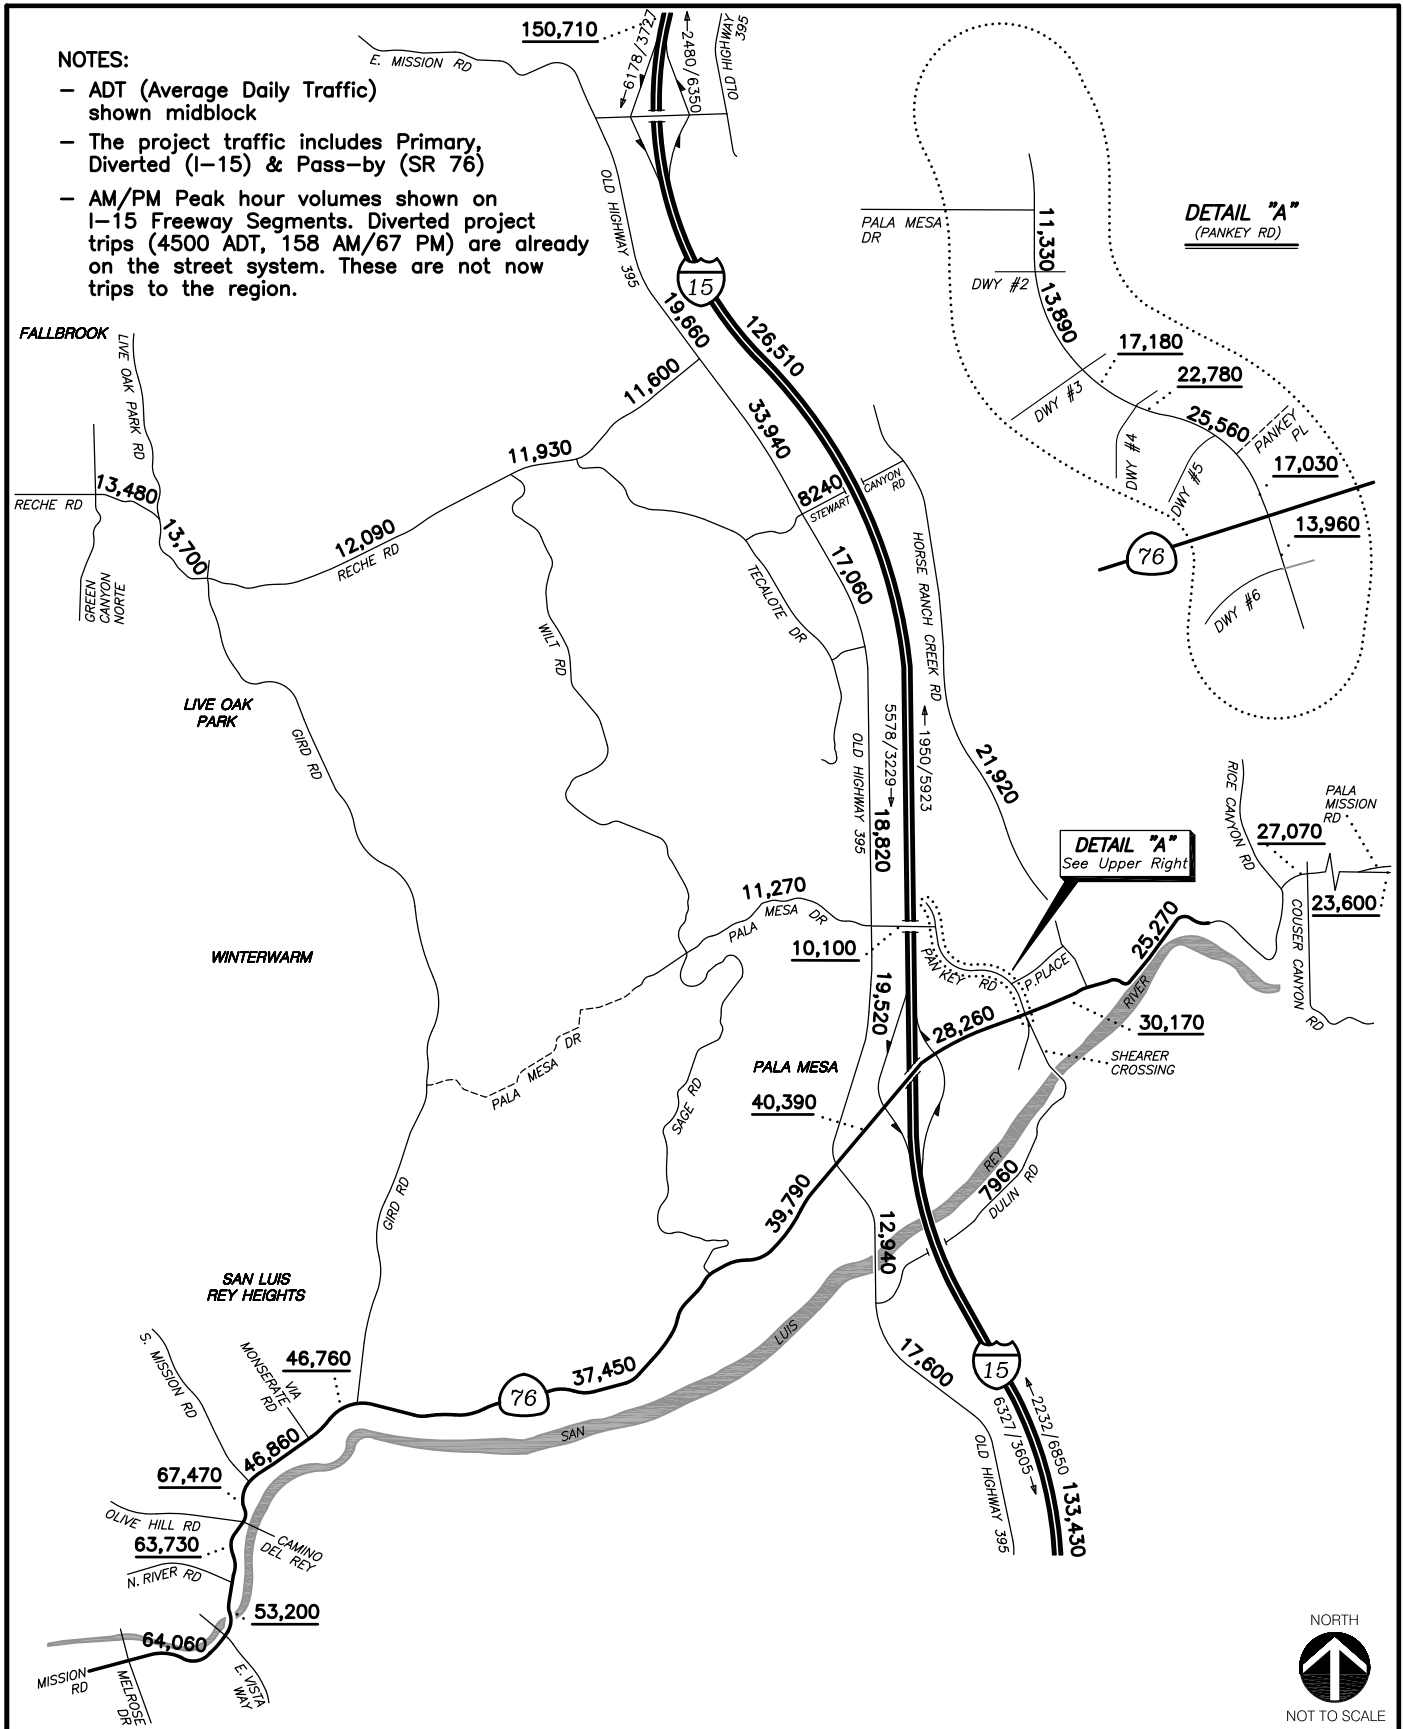 NOTES:
– ADT (Average Daily Traffic)
shown midblock
– The project traffic includes Primary,
Diverted (I–15) & Pass–by (SR 76)
– AM/PM Peak hour volumes shown on
I–15 Freeway Segments. Diverted project
trips (4500 ADT, 158 AM/67 PM) are already
on the street system. These are not now
trips to the region.
150,710
E. MISSION RD
6178/3727
2480/6350
OLD HIGHWAY
395
OLD HIGHWAY 395
15
19,660
126,510
11,600
33,940
11,930
8240
STEWART
CANYON
RD
17,060
FALLBROOK
LIVE OAK PARK RD
RECHE RD
13,480
13,700
GREEN
CANYON
NORTE
12,090
RECHE RD
WILT RD
TECALOTE DR
HORSE RANCH CREEK RD
LIVE OAK
PARK
GIRD RD
5578/3229
1950/5923
OLD HIGHWAY 395
18,820
21,920
DETAIL "A"
(PANKEY RD)
PALA MESA
DR
11,330
DWY #2
13,890
17,180
DWY #3
22,780
DWY #4
25,560
PANKEY
PL
DWY #5
17,030
76
13,960
DWY #6
DETAIL "A"
See Upper Right
RICE CANYON RD
PALA
MISSION
RD
27,070
23,600
COUSER CANYON
RD
25,270
11,270
PALA MESA DR
10,100
PANKEY RD
P.PLACE
WINTERWARM
19,520
28,260
30,170
RIVER
SHEARER
CROSSING
PALA MESA DR
SAGE RD
PALA MESA
40,390
39,790
REY
7960
DULIN RD
GIRD RD
12,940
SAN LUIS
REY HEIGHTS
LUIS
17,600
15
S. MISSION RD
MONSERATE
VIA
RD
46,760
76
37,450
SAN
2232/6850
6327/3605
133,430
OLD HIGHWAY 395
46,860
67,470
OLIVE HILL RD
CAMINO
DEL REY
63,730
N. RIVER RD
53,200
64,060
MISSION
RD
MELROSE
DR
E. VISTA
WAY
NORTH
NOT TO SCALE